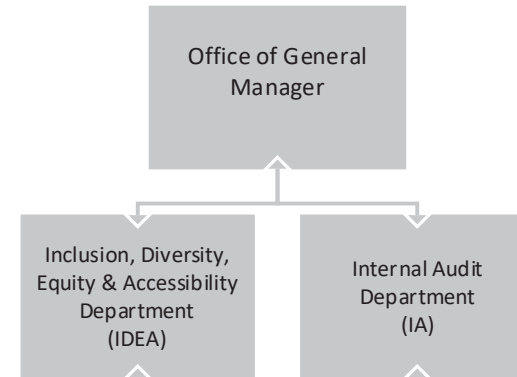 Office of General
Manager
Inclusion, Diversity,
Equity & Accessibility
Department
(IDEA)
Internal Audit
Department
(IA)